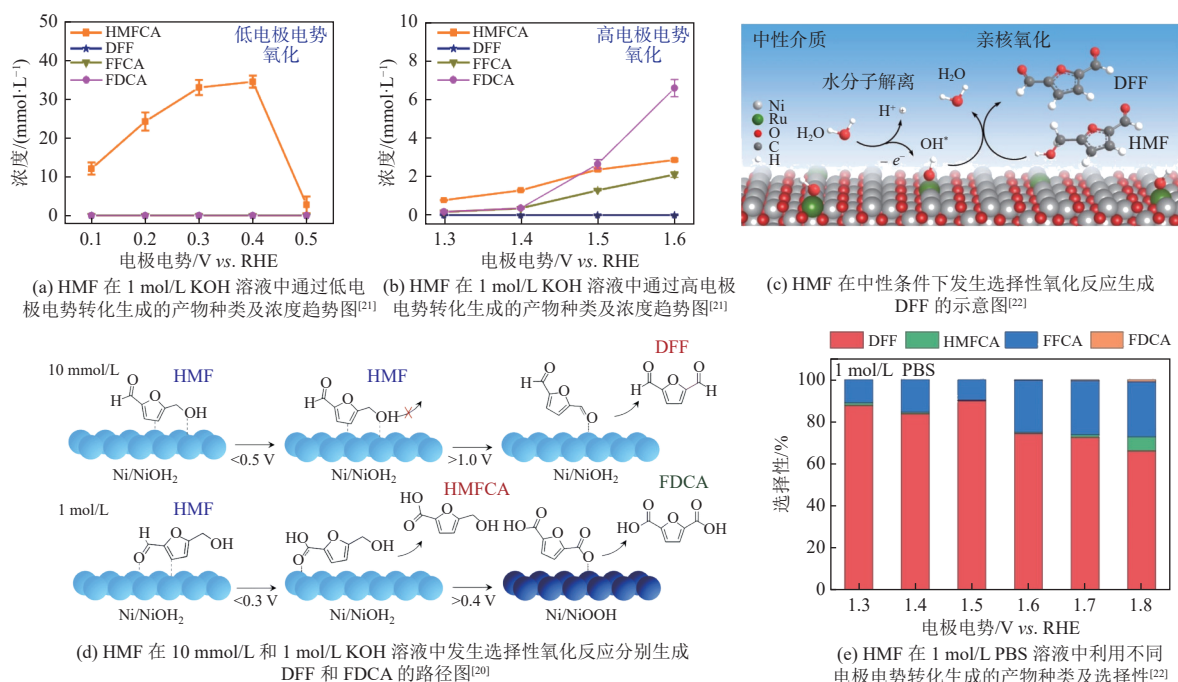 50
40
30
20
10
0
浓度/(mmol·L⁻¹)
HMFCA
DFF
FFCA
FDCA
低电极电势
氧化
0.1 0.2 0.3 0.4 0.5
电极电势/V vs. RHE
(a) HMF 在 1 mol/L KOH 溶液中通过低电
极电势转化生成的产物种类及浓度趋势图[21]
10
8
6
4
2
0
浓度/(mmol·L⁻¹)
HMFCA
DFF
FFCA
FDCA
高电极电势
氧化
1.3 1.4 1.5 1.6
电极电势/V vs. RHE
(b) HMF 在 1 mol/L KOH 溶液中通过高电极
电势转化生成的产物种类及浓度趋势图[21]
中性介质
亲核氧化
水分子解离
H₂O
DFF
HMF
Ni
Ru
O
C
H
H₂O
H⁺
− e⁻
OH*
(c) HMF 在中性条件下发生选择性氧化反应生成
DFF 的示意图[22]
10 mmol/L
HMF
O
H
O
OH
Ni/NiOH₂
<0.5 V
HMF
O
H
O
OH
×
Ni/NiOH₂
>1.0 V
O
H
O
O
Ni/NiOH₂
DFF
O
H
O
O
H
1 mol/L
HMF
H
O
O
OH
Ni/NiOH₂
<0.3 V
HO
O
O
OH
Ni/NiOH₂
HMFCA
O
HO
O
OH
>0.4 V
HO
O
O
O
O
Ni/NiOOH
FDCA
O
HO
O
O
OH
(d) HMF 在 10 mmol/L 和 1 mol/L KOH 溶液中发生选择性氧化反应分别生成
DFF 和 FDCA 的路径图[20]
DFF HMFCA FFCA FDCA
1 mol/L PBS
100
80
60
40
20
0
选择性/%
1.3 1.4 1.5 1.6 1.7 1.8
电极电势/V vs. RHE
(e) HMF 在 1 mol/L PBS 溶液中利用不同
电极电势转化生成的产物种类及选择性[22]